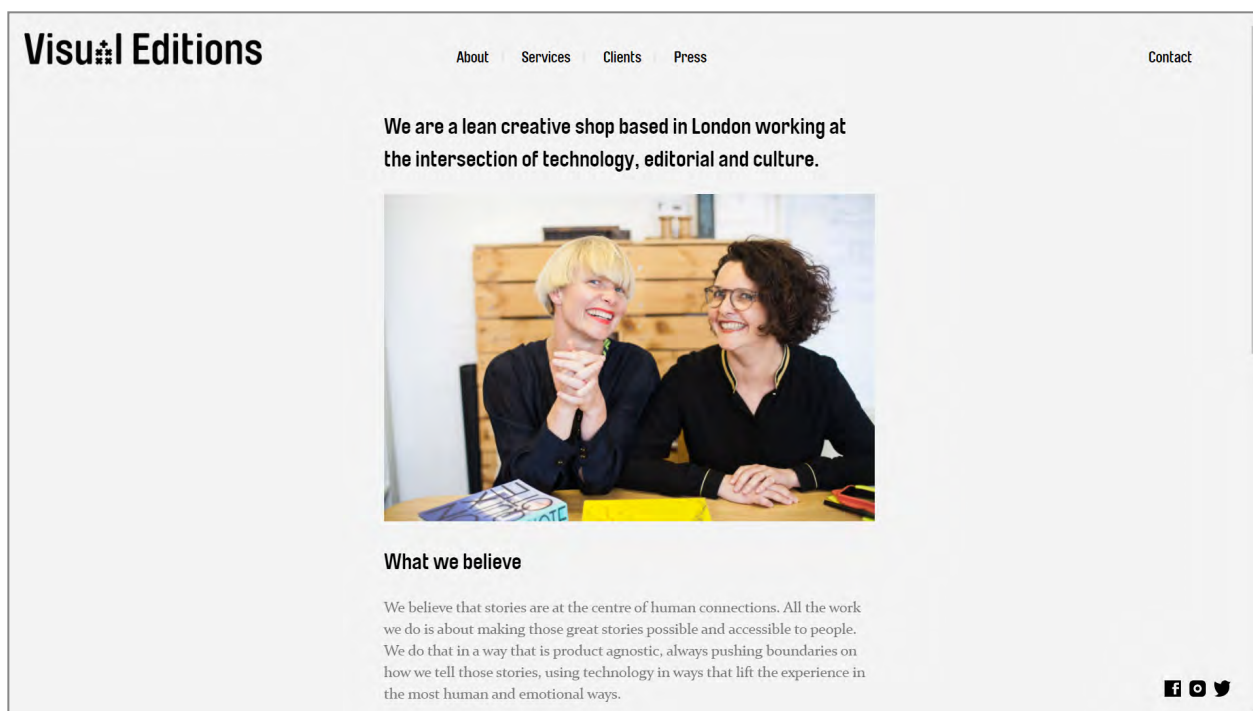 Visual Editions
About
Services
Clients
Press
Contact
We are a lean creative shop based in London working at
the intersection of technology, editorial and culture.
What we believe
We believe that stories are at the centre of human connections. All the work
we do is about making those great stories possible and accessible to people.
We do that in a way that is product agnostic, always pushing boundaries on
how we tell those stories, using technology in ways that lift the experience in
the most human and emotional ways.